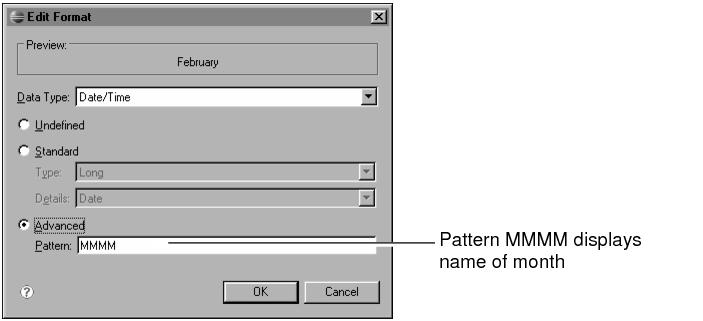 Edit Format
Preview:
February
Data Type: Date/Time
Undefined
Standard
Type: Long
Details: Date
Advanced
Pattern: MMMM
Pattern MMMM displays
name of month
? OK Cancel